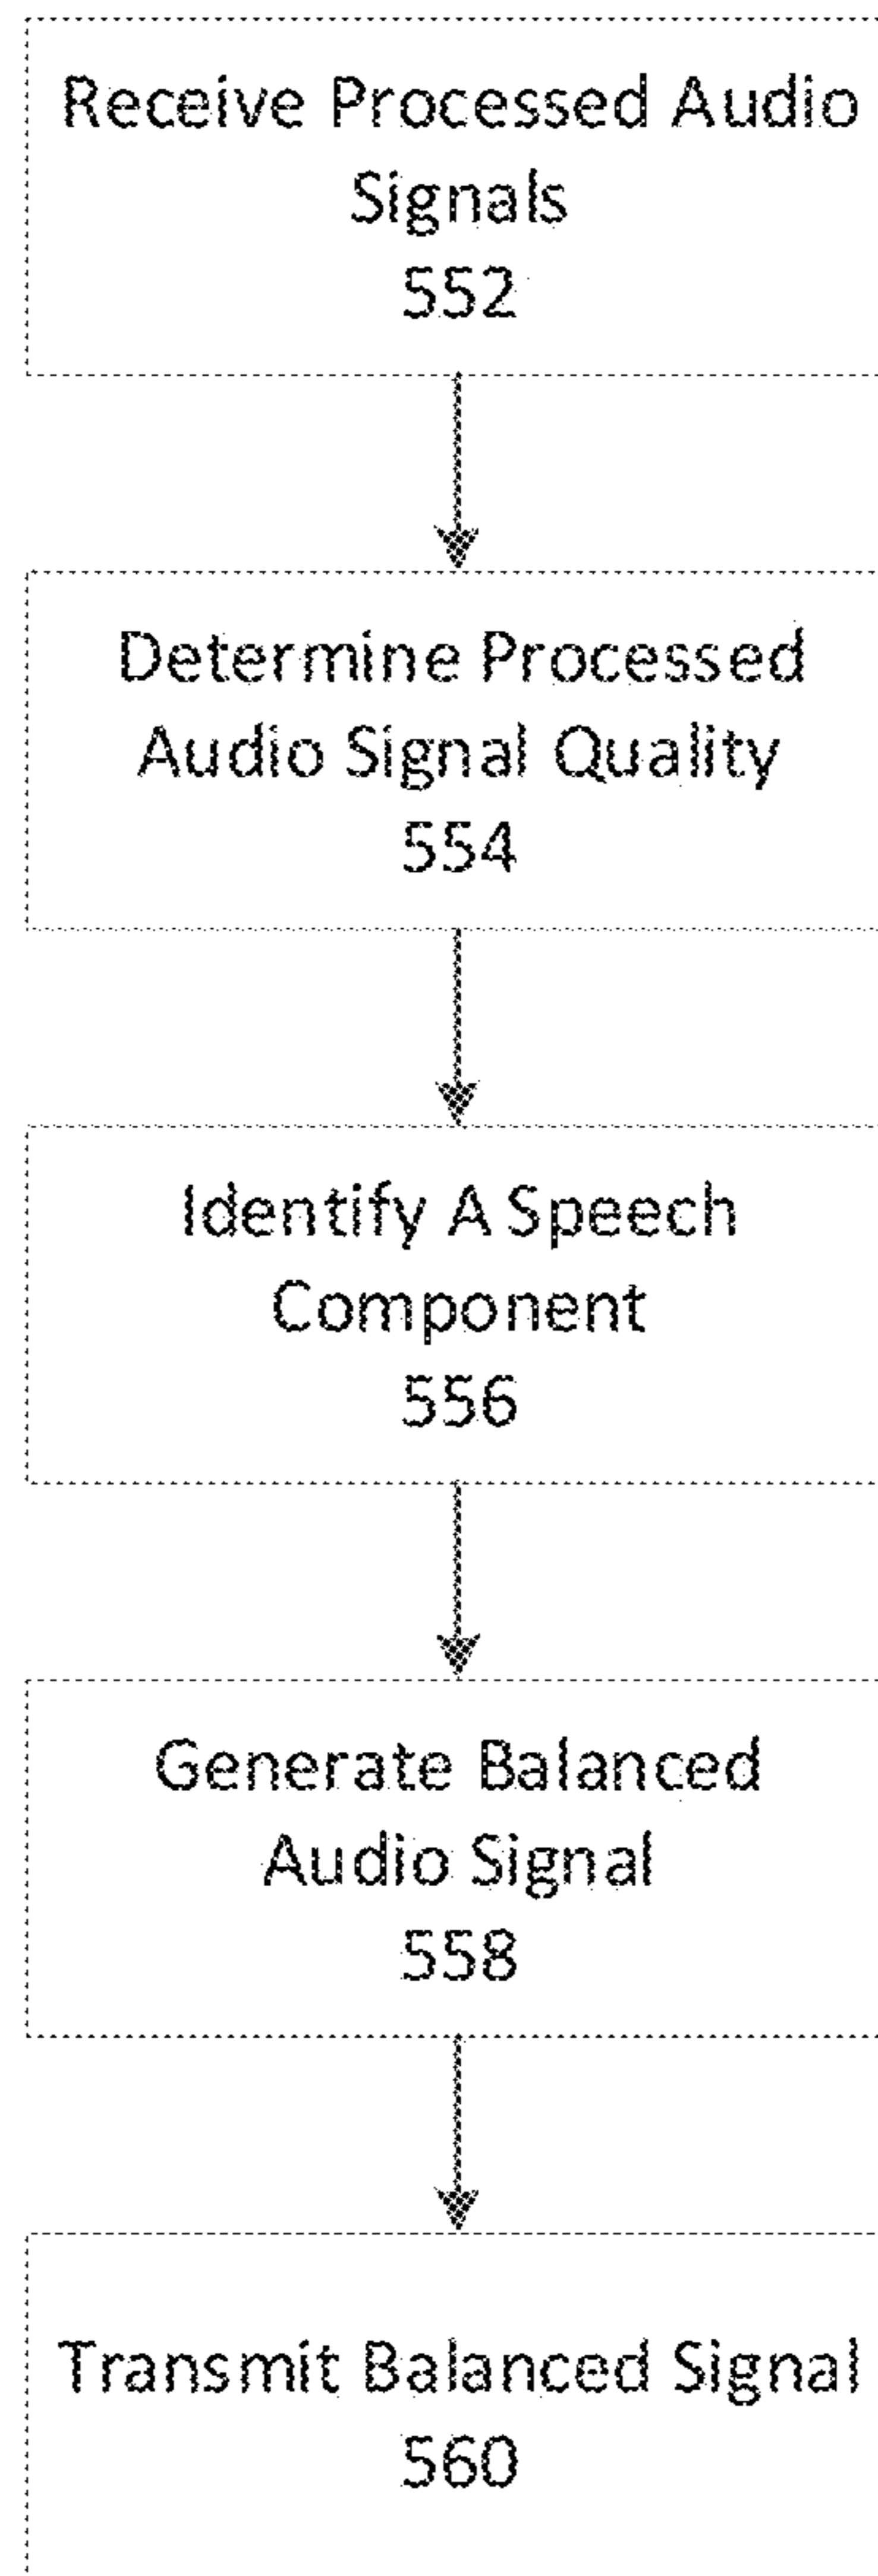 Receive Processed Audio
Signals
552
Determine Processed
Audio Signal Quality
554
Identify A Speech
Component
556
Generate Balanced
Audio Signal
558
Transmit Balanced Signal
560